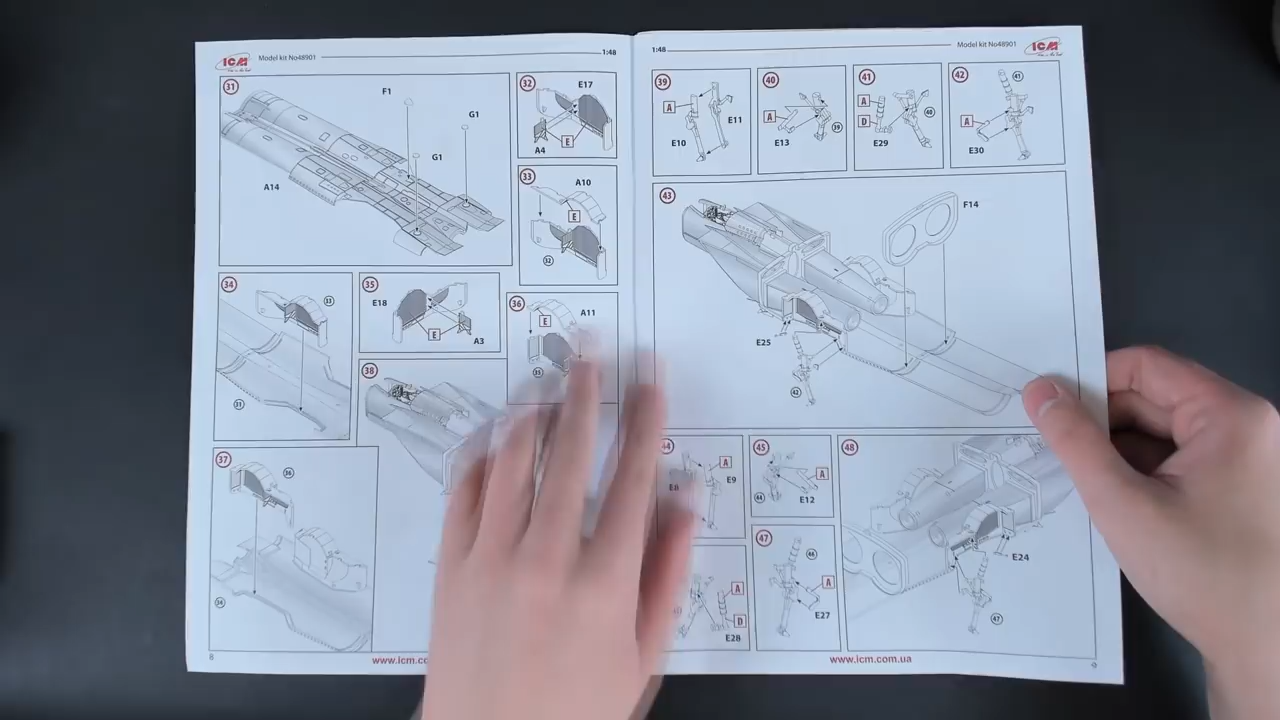 ICM
Model kit No48901
1:48
31
F1
G1
G1
A14
32
E17
A4
E
33
A10
E
32
34
33
31
35
E18
E
A3
36
A11
E
35
37
36
34
38
8
www.icm.co
1:48
Model kit No48901
ICM
39
A
E11
E10
40
A
39
E13
41
A
D
40
E29
42
41
A
E30
43
F14
E25
42
44
A
E9
E8
45
A
44
E12
A
D
E28
47
46
A
E27
48
E24
47
www.icm.com.ua
9